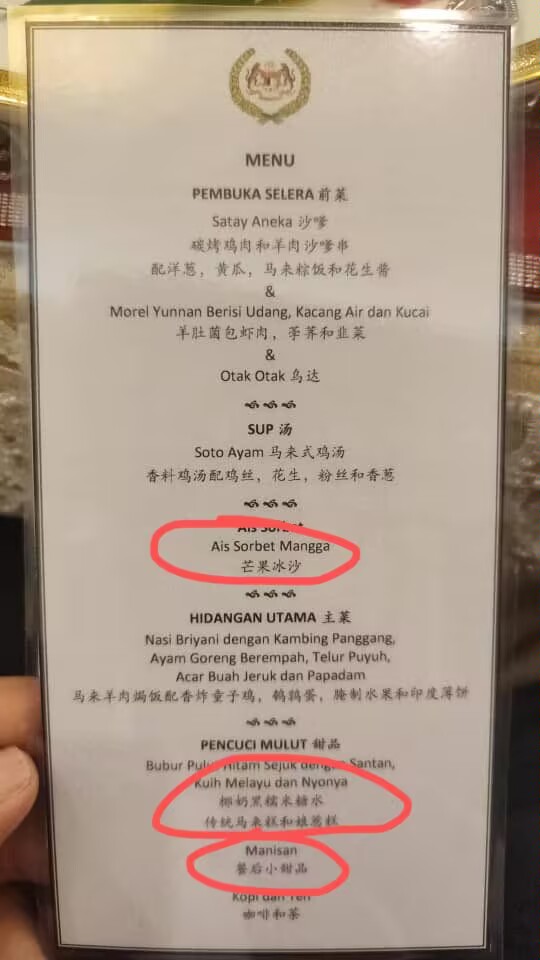 MENU
PEMBUKA SELERA 前菜
Satay Aneka 沙嗲
碳烤鸡肉和羊肉沙嗲串
配洋葱，黄瓜，马来粽饭和花生酱
&
Morel Yunnan Berisi Udang, Kacang Air dan Kucai
羊肚菌包虾肉，荸荠和韭菜
&
Otak Otak 乌达
SUP 汤
Soto Ayam 马来式鸡汤
香料鸡汤配鸡丝，花生，粉丝和香葱
Ais Sorbet
Ais Sorbet Mangga
芒果冰沙
HIDANGAN UTAMA 主菜
Nasi Briyani dengan Kambing Panggang,
Ayam Goreng Berempah, Telur Puyuh,
Acar Buah Jeruk dan Papadam
马来羊肉焗饭配香炸童子鸡，鹌鹑蛋，腌制水果和印度薄饼
PENCUCI MULUT 甜品
Bubur Pulut Hitam Sejuk dengan Santan,
Kuih Melayu dan Nyonya
椰奶黑糯米糖水
传统马来糕和娘惹糕
Manisan
餐后小甜品
Kopi dan Teh
咖啡和茶